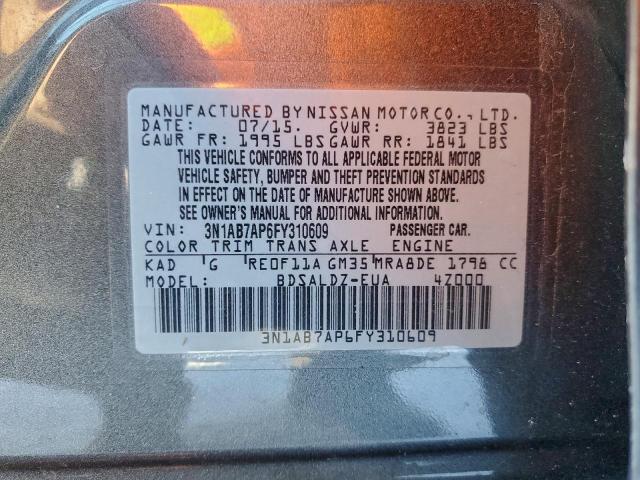 MANUFACTURED BY NISSAN MOTOR CO., LTD.
DATE: 07/15. GVWR: 3823 LBS
GAWR FR: 1995 LBS GAWR RR: 1841 LBS
THIS VEHICLE CONFORMS TO ALL APPLICABLE FEDERAL MOTOR
VEHICLE SAFETY, BUMPER AND THEFT PREVENTION STANDARDS
IN EFFECT ON THE DATE OF MANUFACTURE SHOWN ABOVE.
SEE OWNER'S MANUAL FOR ADDITIONAL INFORMATION.
VIN: 3N1AB7AP6FY310609 PASSENGER CAR.
COLOR TRIM TRANS AXLE ENGINE
KAD G RE0F11A GM35 MRA8DE 1798 CC
MODEL: BDSALDZ-EUA 4Z000
3N1AB7AP6FY310609